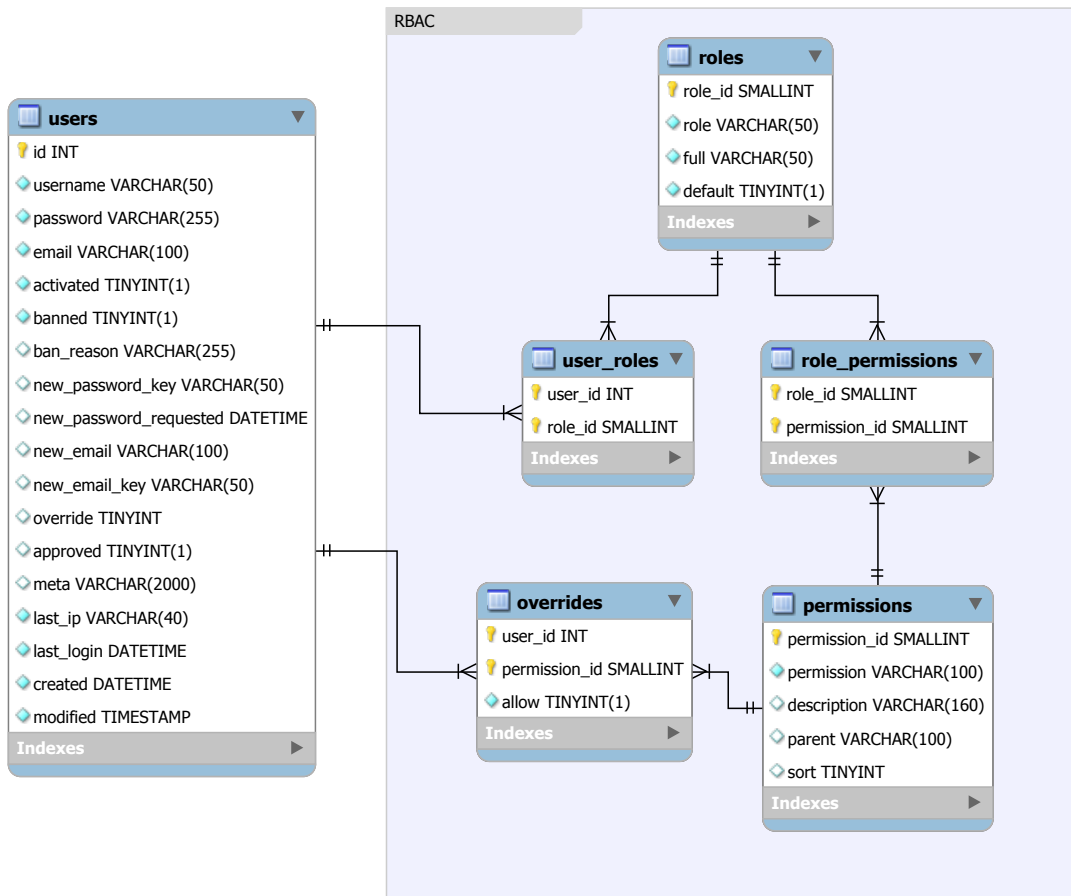 RBAC
roles
role_id SMALLINT
role VARCHAR(50)
full VARCHAR(50)
default TINYINT(1)
Indexes
users
id INT
username VARCHAR(50)
password VARCHAR(255)
email VARCHAR(100)
activated TINYINT(1)
banned TINYINT(1)
ban_reason VARCHAR(255)
new_password_key VARCHAR(50)
new_password_requested DATETIME
new_email VARCHAR(100)
new_email_key VARCHAR(50)
override TINYINT
approved TINYINT(1)
meta VARCHAR(2000)
last_ip VARCHAR(40)
last_login DATETIME
created DATETIME
modified TIMESTAMP
Indexes
user_roles
user_id INT
role_id SMALLINT
Indexes
role_permissions
role_id SMALLINT
permission_id SMALLINT
Indexes
overrides
user_id INT
permission_id SMALLINT
allow TINYINT(1)
Indexes
permissions
permission_id SMALLINT
permission VARCHAR(100)
description VARCHAR(160)
parent VARCHAR(100)
sort TINYINT
Indexes